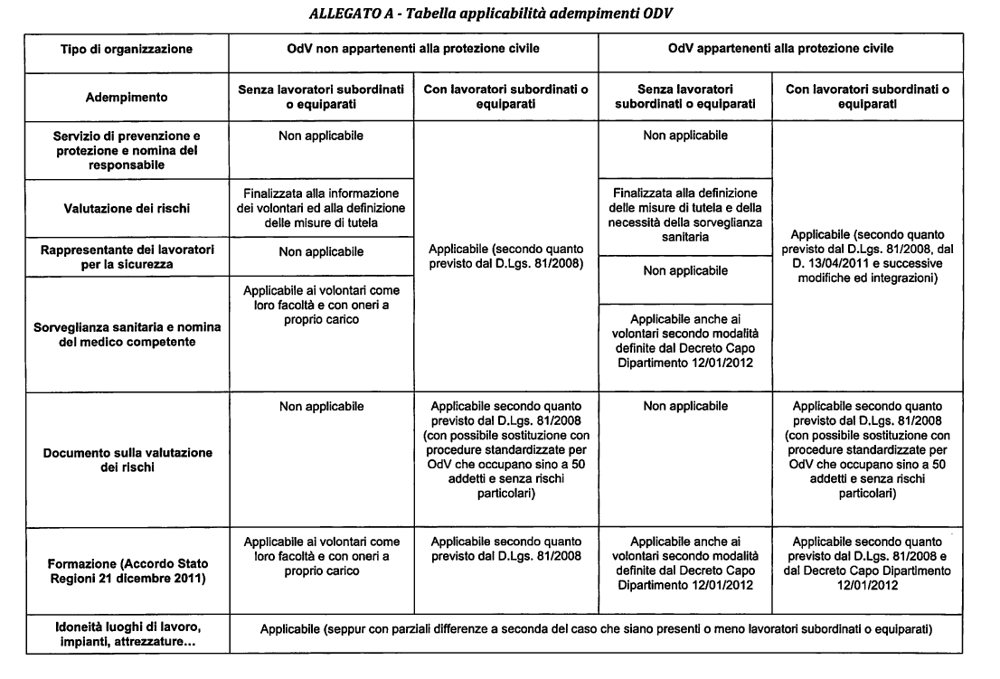 ALLEGATO A - Tabella applicabilità adempimenti ODV
Tipo di organizzazione
OdV non appartenenti alla protezione civile
OdV appartenenti alla protezione civile
Adempimento
Senza lavoratori subordinati
o equiparati
Con lavoratori subordinati o
equiparati
Senza lavoratori
subordinati o equiparati
Con lavoratori subordinati o
equiparati
Servizio di prevenzione e
protezione e nomina del
responsabile
Non applicabile
Applicabile (secondo quanto
previsto dal D.Lgs. 81/2008)
Non applicabile
Applicabile (secondo quanto
previsto dal D.Lgs. 81/2008, dal
D. 13/04/2011 e successive
modifiche ed integrazioni)
Valutazione dei rischi
Finalizzata alla informazione
dei volontari ed alla definizione
delle misure di tutela
Finalizzata alla definizione
delle misure di tutela e della
necessità della sorveglianza
sanitaria
Rappresentante dei lavoratori
per la sicurezza
Non applicabile
Non applicabile
Sorveglianza sanitaria e nomina
del medico competente
Applicabile ai volontari come
loro facoltà e con oneri a
proprio carico
Applicabile anche ai
volontari secondo modalità
definite dal Decreto Capo
Dipartimento 12/01/2012
Documento sulla valutazione
dei rischi
Non applicabile
Applicabile secondo quanto
previsto dal D.Lgs. 81/2008
(con possibile sostituzione con
procedure standardizzate per
OdV che occupano sino a 50
addetti e senza rischi
particolari)
Non applicabile
Applicabile secondo quanto
previsto dal D.Lgs. 81/2008
(con possibile sostituzione con
procedure standardizzate per
OdV che occupano sino a 50
addetti e senza rischi
particolari)
Formazione (Accordo Stato
Regioni 21 dicembre 2011)
Applicabile ai volontari come
loro facoltà e con oneri a
proprio carico
Applicabile secondo quanto
previsto dal D.Lgs. 81/2008
Applicabile anche ai
volontari secondo modalità
definite dal Decreto Capo
Dipartimento 12/01/2012
Applicabile secondo quanto
previsto dal D.Lgs. 81/2008 e
dal Decreto Capo Dipartimento
12/01/2012
Idoneità luoghi di lavoro,
impianti, attrezzature...
Applicabile (seppur con parziali differenze a seconda del caso che siano presenti o meno lavoratori subordinati o equiparati)